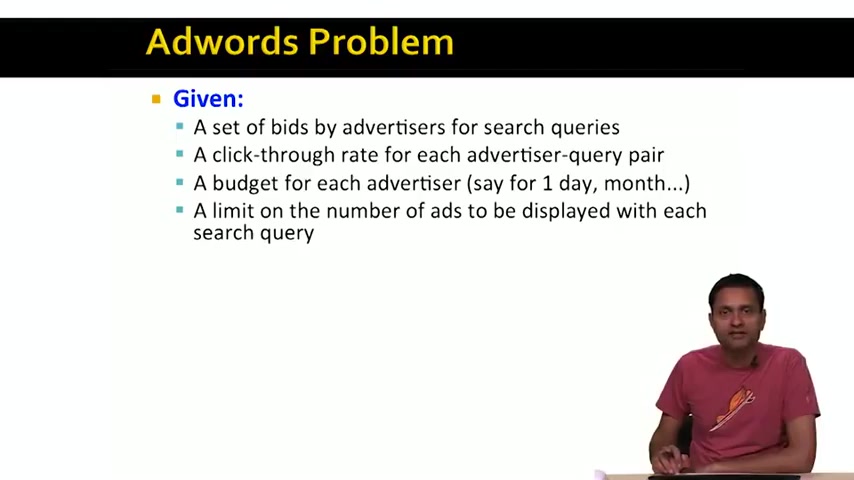 Adwords Problem
Given:
A set of bids by advertisers for search queries
A click-through rate for each advertiser-query pair
A budget for each advertiser (say for 1 day, month...)
A limit on the number of ads to be displayed with each
search query